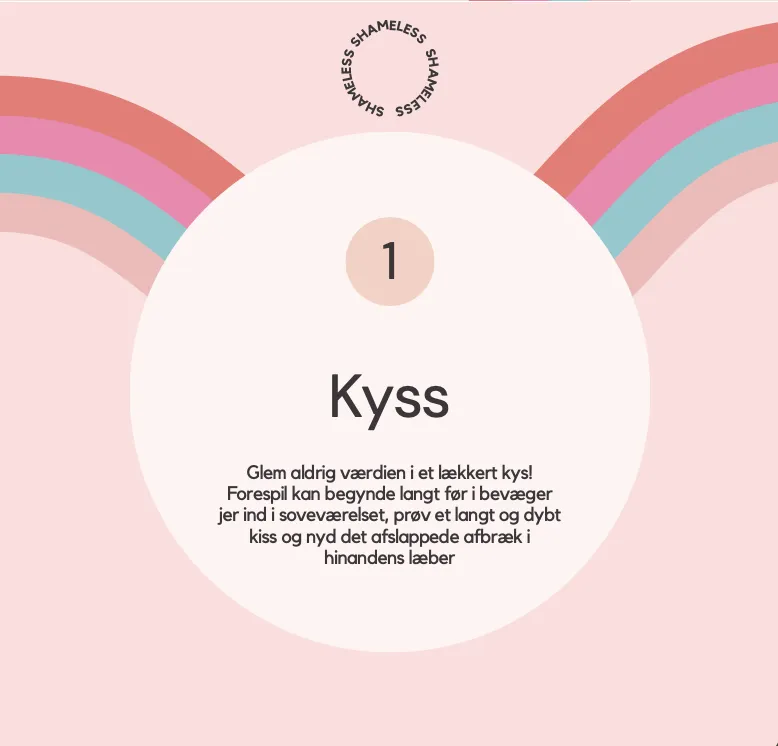 SHAMELESS SHAMELESS SHAMELESS SHAMELESS
1
Kyss
Glem aldrig værdien i et lækkert kys!
Forespil kan begynde langt før i bevæger
jer ind i soveværelset, prøv et langt og dybt
kiss og nyd det afslappede afbræk i
hinandens læber